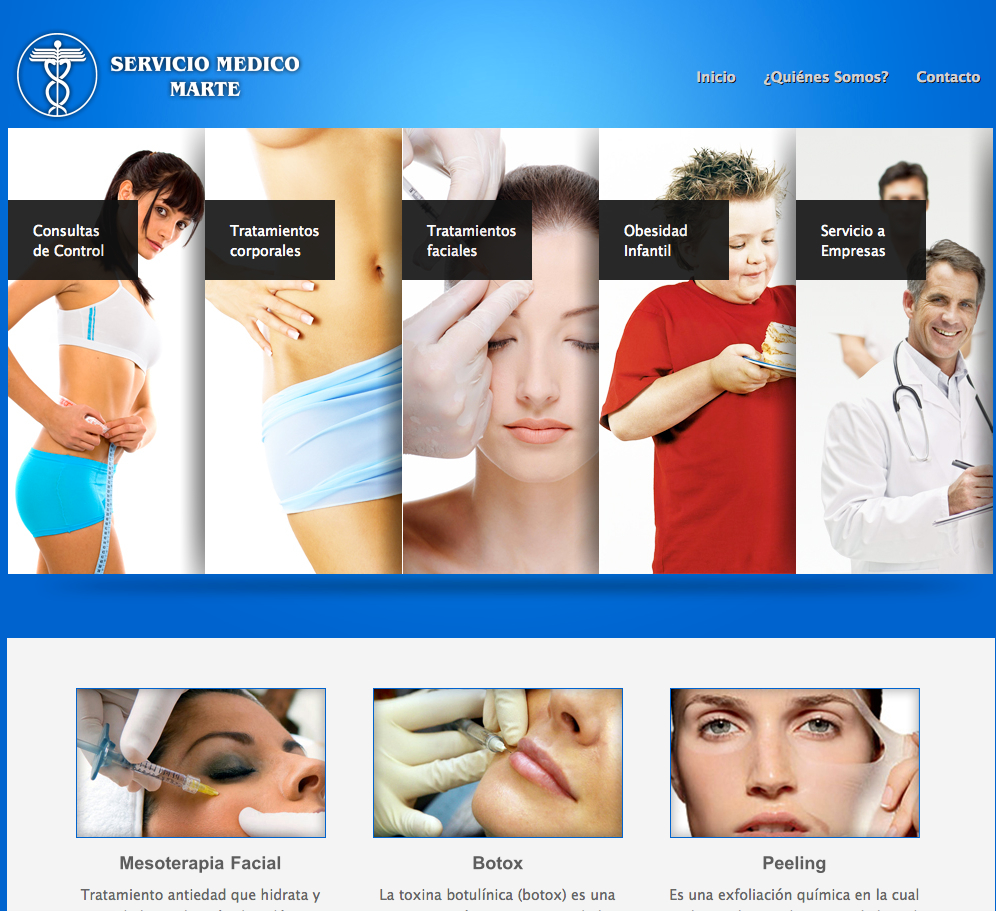 SERVICIO MEDICO
MARTE
Inicio
¿Quiénes Somos?
Contacto
Consultas
de Control
Tratamientos
corporales
Tratamientos
faciales
Obesidad
Infantil
Servicio a
Empresas
Mesoterapia Facial
Botox
Peeling
Tratamiento antiedad que hidrata y
La toxina botulínica (botox) es una
Es una exfoliación química en la cual